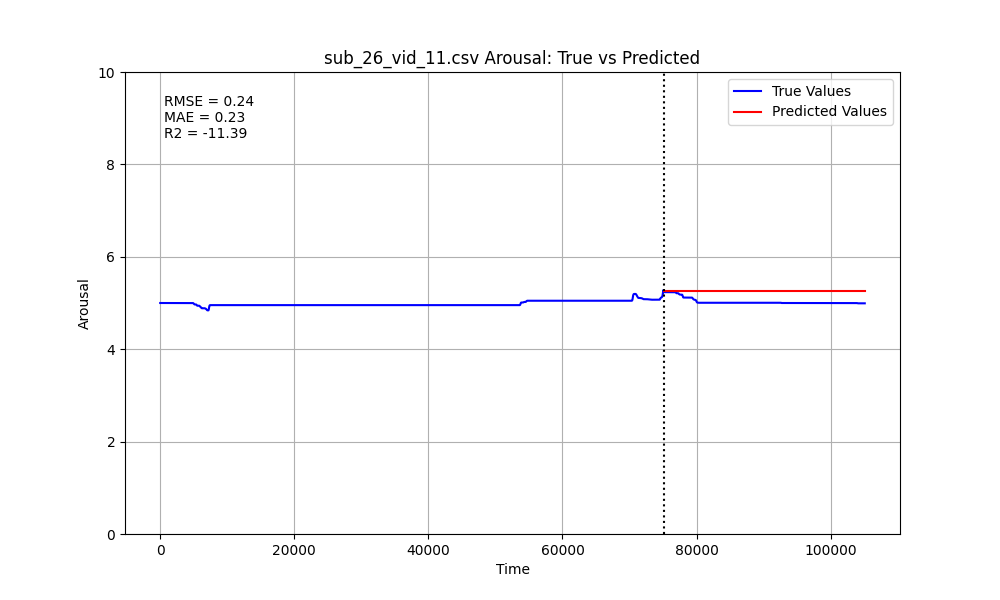 sub_26_vid_11.csv Arousal: True vs Predicted
RMSE = 0.24
MAE = 0.23
R2 = -11.39
True Values
Predicted Values
Arousal
10
8
6
4
2
0
0
20000
40000
60000
80000
100000
Time